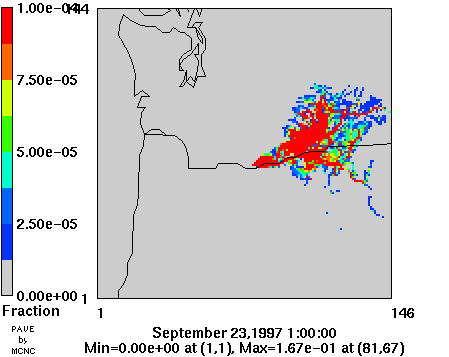 1.00e-04 144
7.50e-05
5.00e-05
2.50e-05
0.00e+00 1
Fraction
1 146
PAVE
by
MCNC
September 23,1997 1:00:00
Min=0.00e+00 at (1,1), Max=1.67e-01 at (81,67)